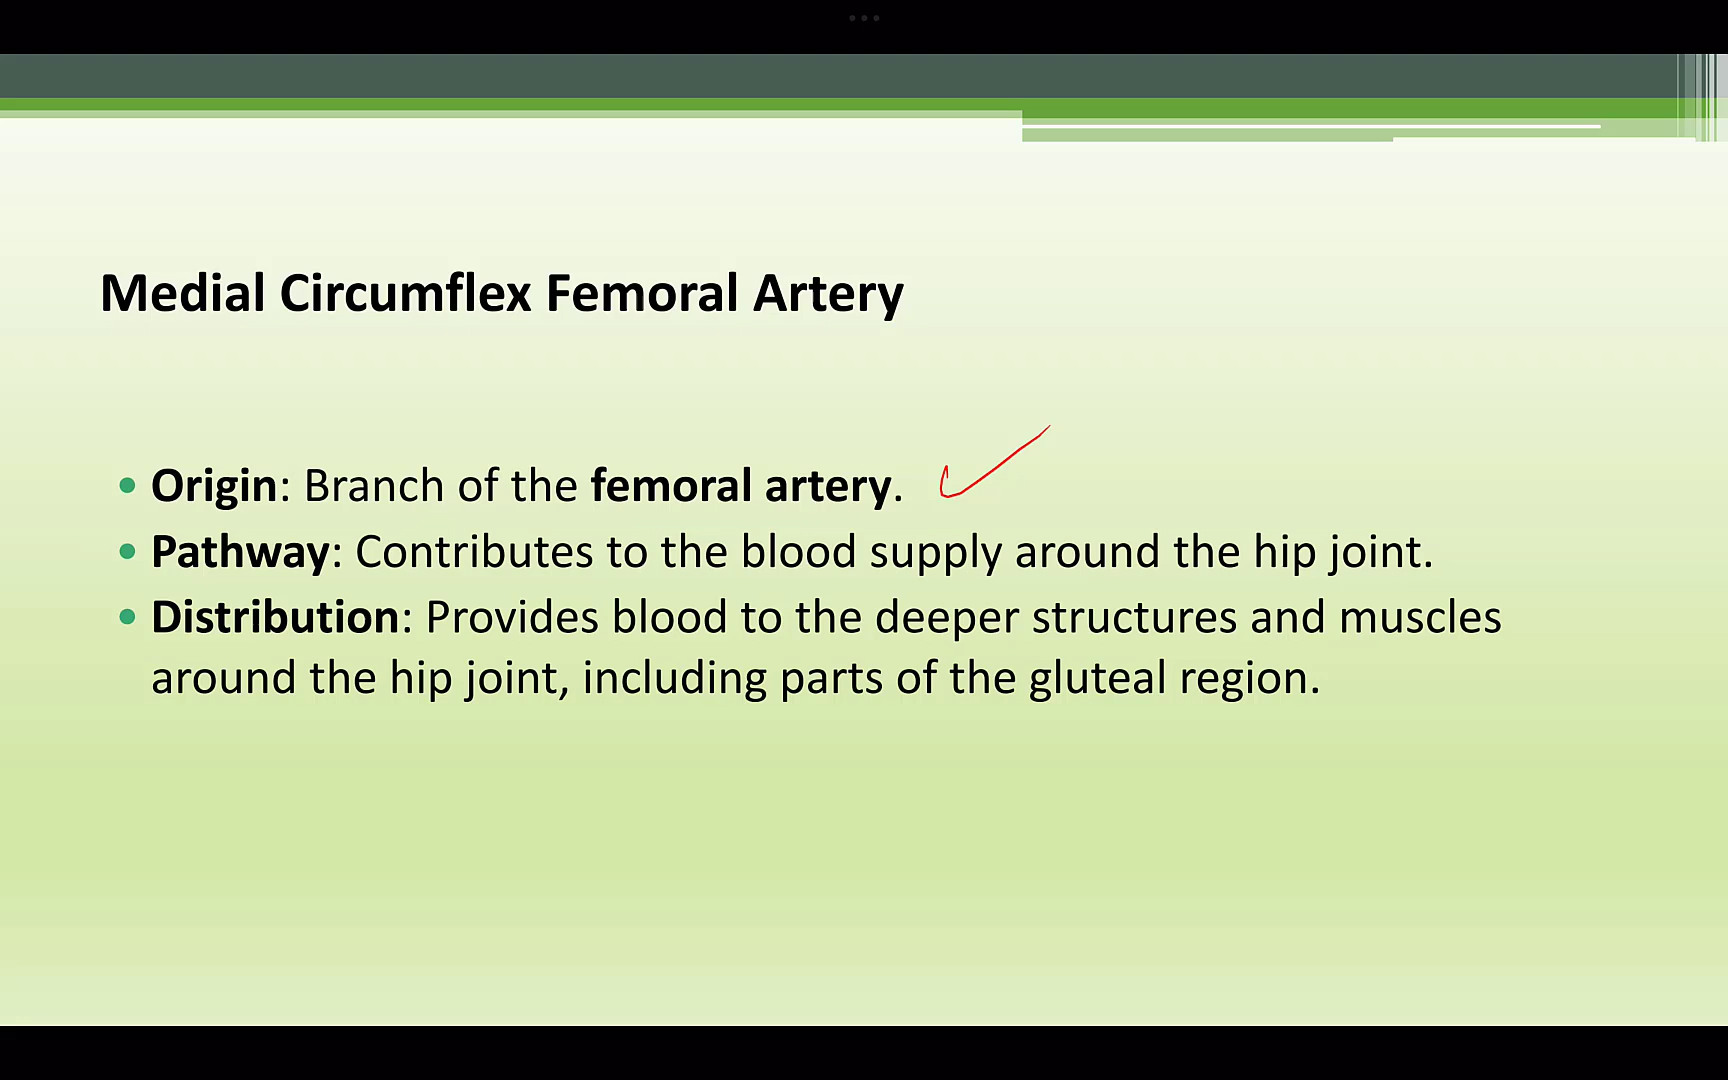 Medial Circumflex Femoral Artery
• Origin: Branch of the femoral artery.
• Pathway: Contributes to the blood supply around the hip joint.
• Distribution: Provides blood to the deeper structures and muscles
around the hip joint, including parts of the gluteal region.